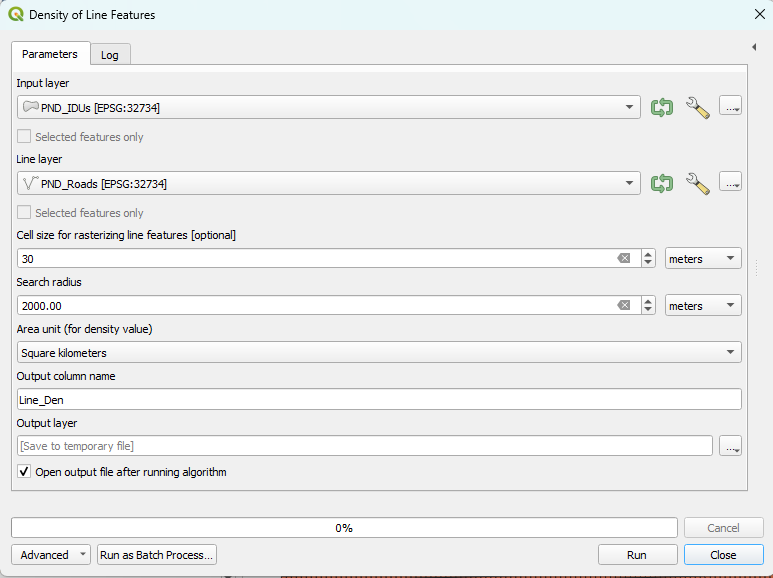 Density of Line Features
Parameters
Log
Input layer
PND_IDUs [EPSG:32734]
...
Selected features only
Line layer
PND_Roads [EPSG:32734]
...
Selected features only
Cell size for rasterizing line features [optional]
30
meters
Search radius
2000.00
meters
Area unit (for density value)
Square kilometers
Output column name
Line_Den
Output layer
[Save to temporary file]
...
Open output file after running algorithm
0%
Cancel
Advanced
Run as Batch Process...
Run
Close